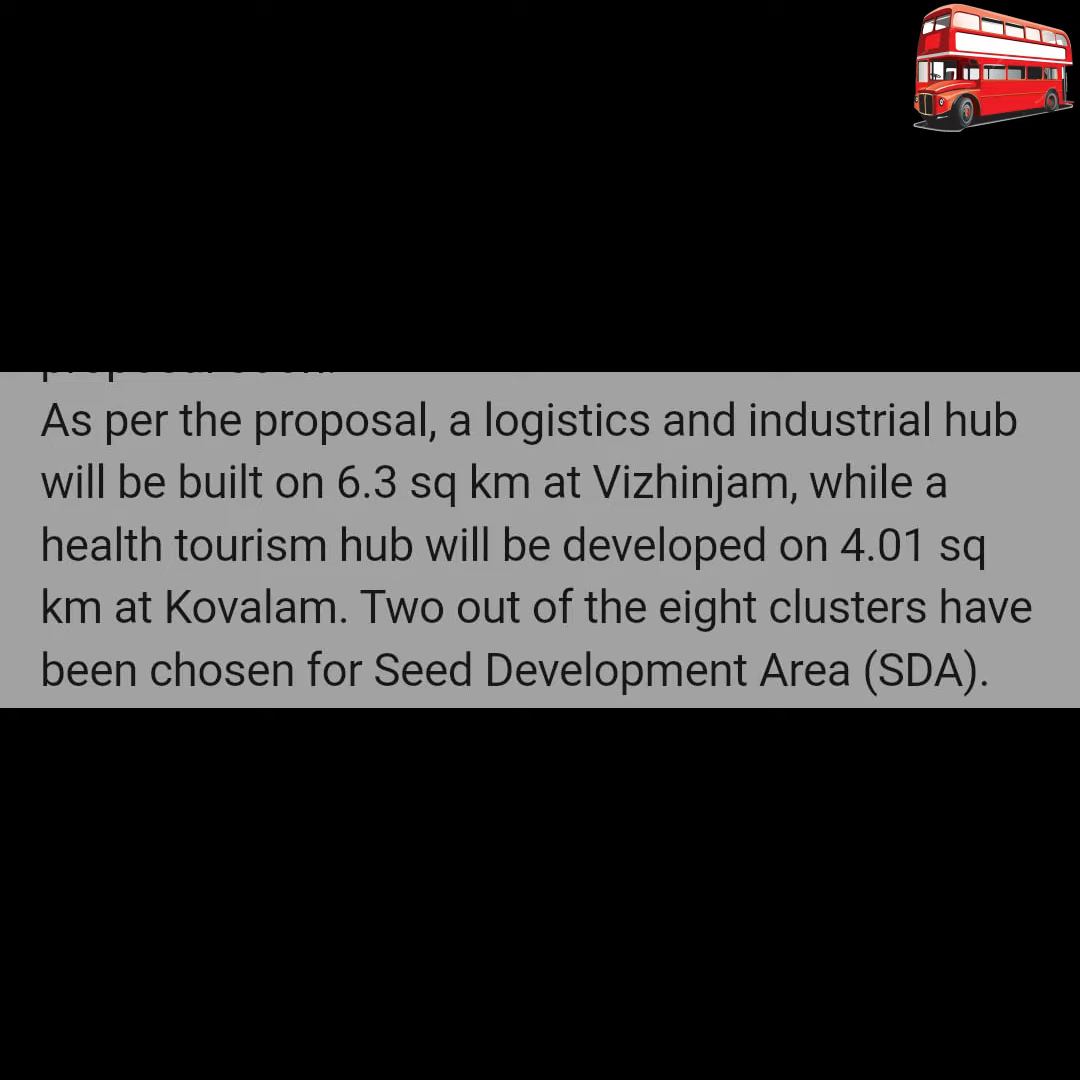 As per the proposal, a logistics and industrial hub
will be built on 6.3 sq km at Vizhinjam, while a
health tourism hub will be developed on 4.01 sq
km at Kovalam. Two out of the eight clusters have
been chosen for Seed Development Area (SDA).